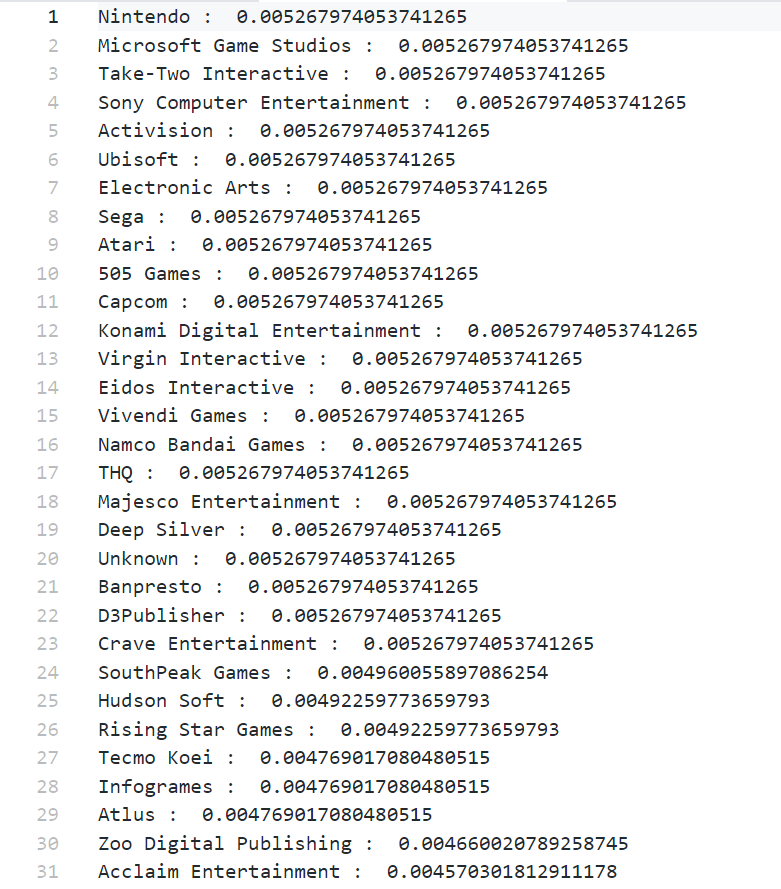 1 Nintendo :  0.005267974053741265
2 Microsoft Game Studios :  0.005267974053741265
3 Take-Two Interactive :  0.005267974053741265
4 Sony Computer Entertainment :  0.005267974053741265
5 Activision :  0.005267974053741265
6 Ubisoft :  0.005267974053741265
7 Electronic Arts :  0.005267974053741265
8 Sega :  0.005267974053741265
9 Atari :  0.005267974053741265
10 505 Games :  0.005267974053741265
11 Capcom :  0.005267974053741265
12 Konami Digital Entertainment :  0.005267974053741265
13 Virgin Interactive :  0.005267974053741265
14 Eidos Interactive :  0.005267974053741265
15 Vivendi Games :  0.005267974053741265
16 Namco Bandai Games :  0.005267974053741265
17 THQ :  0.005267974053741265
18 Majesco Entertainment :  0.005267974053741265
19 Deep Silver :  0.005267974053741265
20 Unknown :  0.005267974053741265
21 Banpresto :  0.005267974053741265
22 D3Publisher :  0.005267974053741265
23 Crave Entertainment :  0.005267974053741265
24 SouthPeak Games :  0.004960055897086254
25 Hudson Soft :  0.00492259773659793
26 Rising Star Games :  0.00492259773659793
27 Tecmo Koei :  0.004769017080480515
28 Infogrames :  0.004769017080480515
29 Atlus :  0.004769017080480515
30 Zoo Digital Publishing :  0.004660020789258745
31 Acclaim Entertainment :  0.004570301812911178